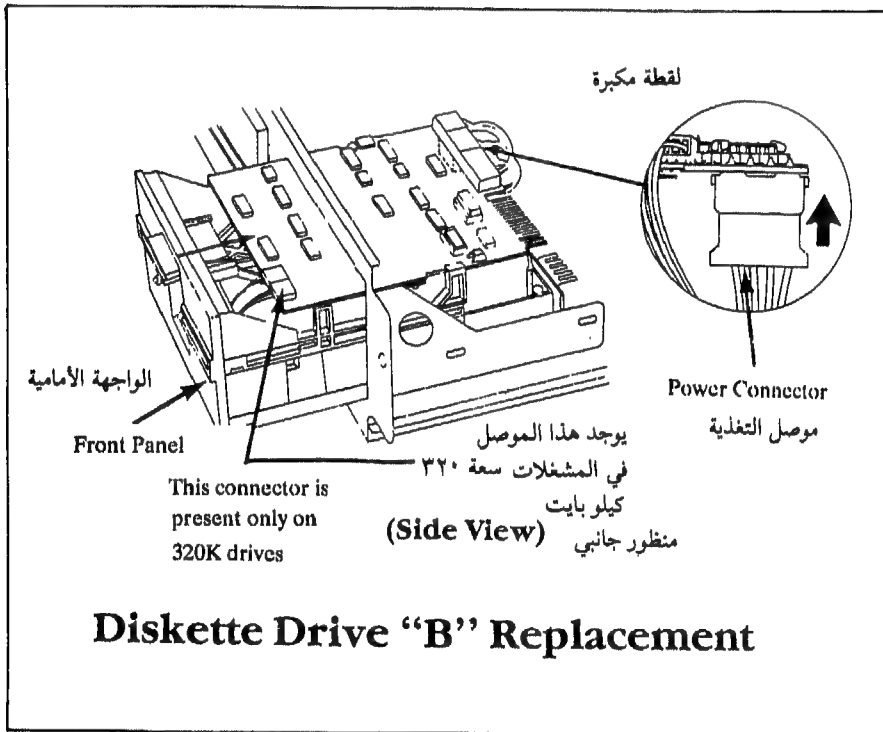 لقطة مكبرة
الواجهة الأمامية
Front Panel
Power Connector
موصل التغذية
This connector is
present only on
320K drives
يوجد هذا الموصل
في المشغلات سعة ٣٢٠
كيلو بايت
(Side View)
منظور جانبي
Diskette Drive “B” Replacement